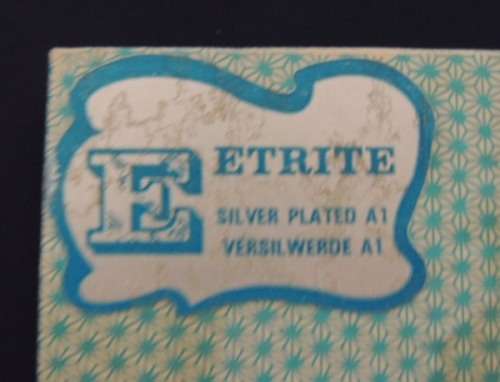 E ETRITE
SILVER PLATED A1
VERSILWERDE A1